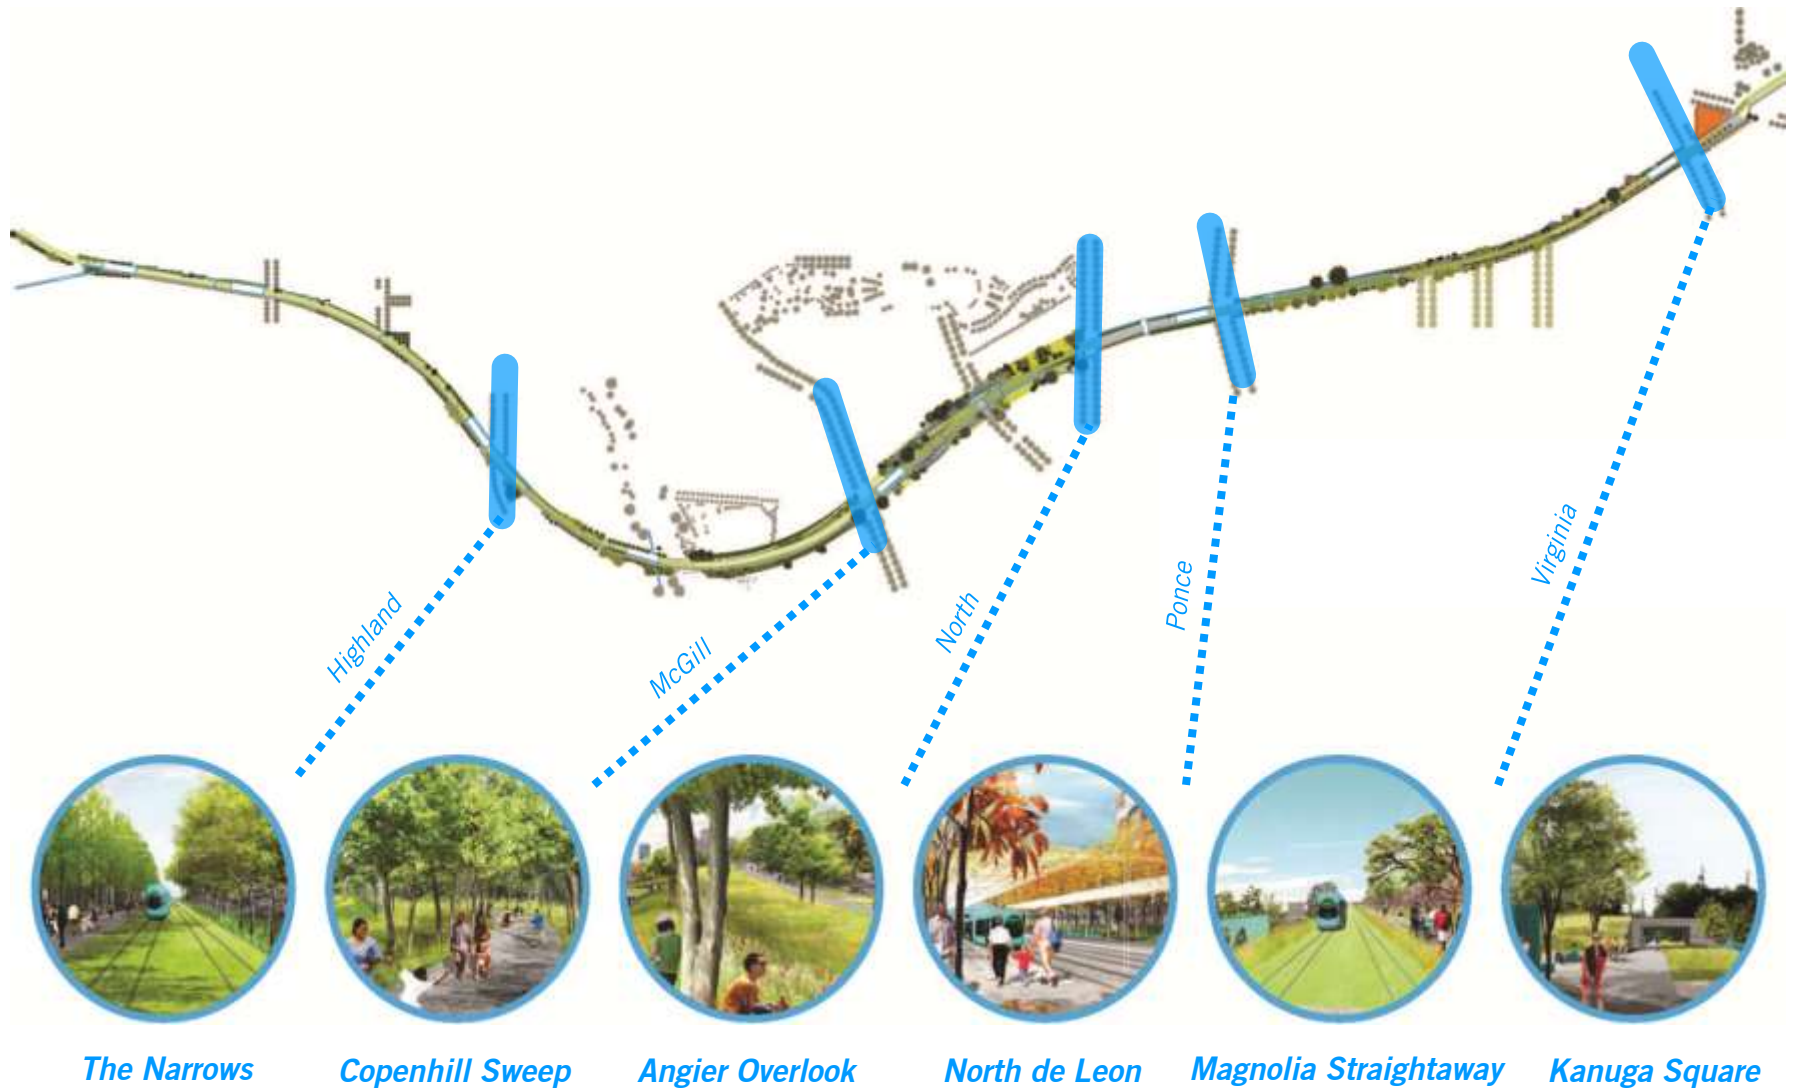 Highland
McGill
North
Ponce
Virginia
The Narrows
Copenhill Sweep
Angier Overlook
North de Leon
Magnolia Straightaway
Kanuga Square